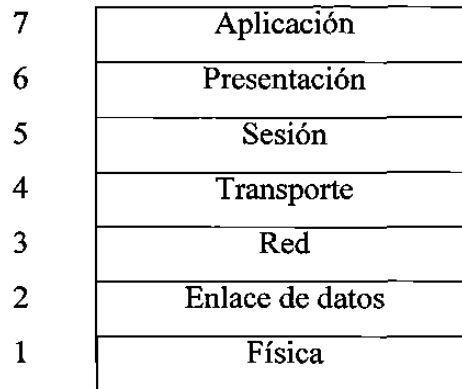 7 Aplicación
6 Presentación
5 Sesión
4 Transporte
3 Red
2 Enlace de datos
1 Física